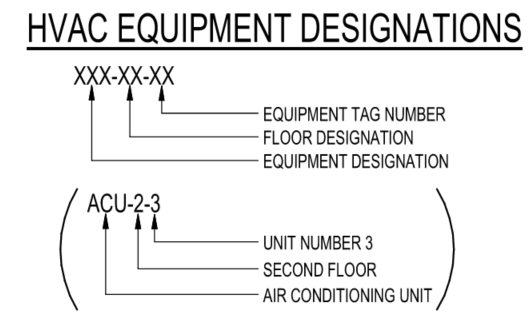 HVAC EQUIPMENT DESIGNATIONS
XXX-XX-XX
EQUIPMENT TAG NUMBER
FLOOR DESIGNATION
EQUIPMENT DESIGNATION
ACU-2-3
UNIT NUMBER 3
SECOND FLOOR
AIR CONDITIONING UNIT